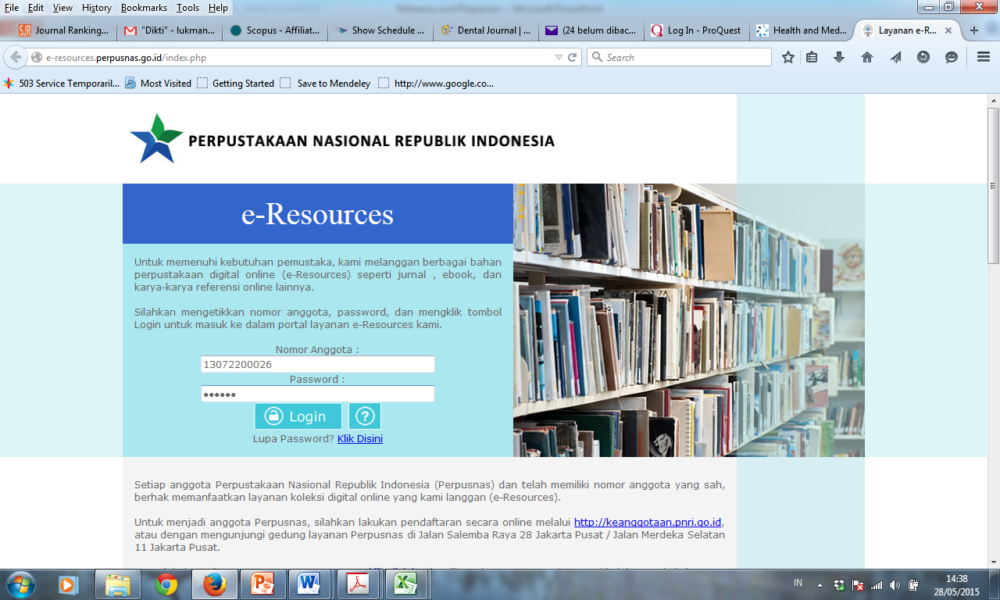 File Edit View History Bookmarks Tools Help
SJR Journal Ranking...
"Dikti" - lukman...
Scopus - Affiliat...
Show Schedule ...
Dental Journal | ...
(24 belum dibac...
Log In - ProQuest
Health and Med...
Layanan e-R...
e-resources.perpusnas.go.id/index.php
Search
503 Service Temporaril...
Most Visited
Getting Started
Save to Mendeley
http://www.google.co...
PERPUSTAKAAN NASIONAL REPUBLIK INDONESIA
e-Resources
Untuk memenuhi kebutuhan pemustaka, kami melanggan berbagai bahan
perpustakaan digital online (e-Resources) seperti jurnal , ebook, dan
karya-karya referensi online lainnya.
Silahkan mengetikkan nomor anggota, password, dan mengklik tombol
Login untuk masuk ke dalam portal layanan e-Resources kami.
Nomor Anggota :
13072200026
Password :
••••••
Login ?
Lupa Password? Klik Disini
Setiap anggota Perpustakaan Nasional Republik Indonesia (Perpusnas) dan telah memiliki nomor anggota yang sah,
berhak memanfaatkan layanan koleksi digital online yang kami langgan (e-Resources).
Untuk menjadi anggota Perpusnas, silahkan lakukan pendaftaran secara online melalui http://keanggotaan.pnri.go.id,
atau dengan mengunjungi gedung layanan Perpusnas di Jalan Salemba Raya 28 Jakarta Pusat / Jalan Merdeka Selatan
11 Jakarta Pusat.
IN
14:38
28/05/2015